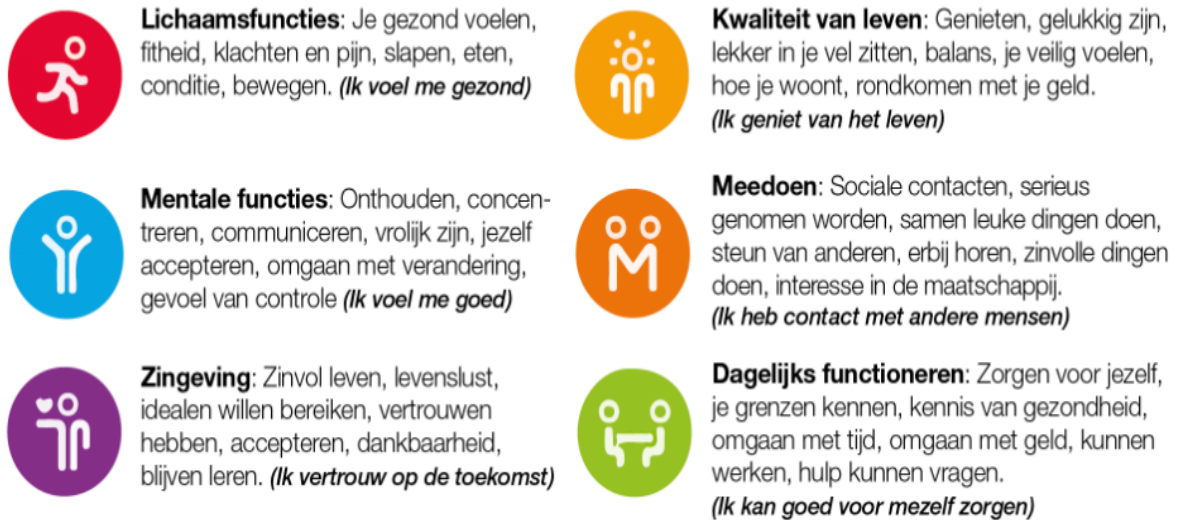 Lichaamsfuncties: Je gezond voelen,
fitheid, klachten en pijn, slapen, eten,
conditie, bewegen. (Ik voel me gezond)
Mentale functies: Onthouden, concen-
treren, communiceren, vrolijk zijn, jezelf
accepteren, omgaan met verandering,
gevoel van controle (Ik voel me goed)
Zingeving: Zinvol leven, levenslust,
idealen willen bereiken, vertrouwen
hebben, accepteren, dankbaarheid,
blijven leren. (Ik vertrouw op de toekomst)
Kwaliteit van leven: Genieten, gelukkig zijn,
lekker in je vel zitten, balans, je veilig voelen,
hoe je woont, rondkomen met je geld.
(Ik geniet van het leven)
Meedoen: Sociale contacten, serieus
genomen worden, samen leuke dingen doen,
steun van anderen, erbij horen, zinvolle dingen
doen, interesse in de maatschappij.
(Ik heb contact met andere mensen)
Dagelijks functioneren: Zorgen voor jezelf,
je grenzen kennen, kennis van gezondheid,
omgaan met tijd, omgaan met geld, kunnen
werken, hulp kunnen vragen.
(Ik kan goed voor mezelf zorgen)